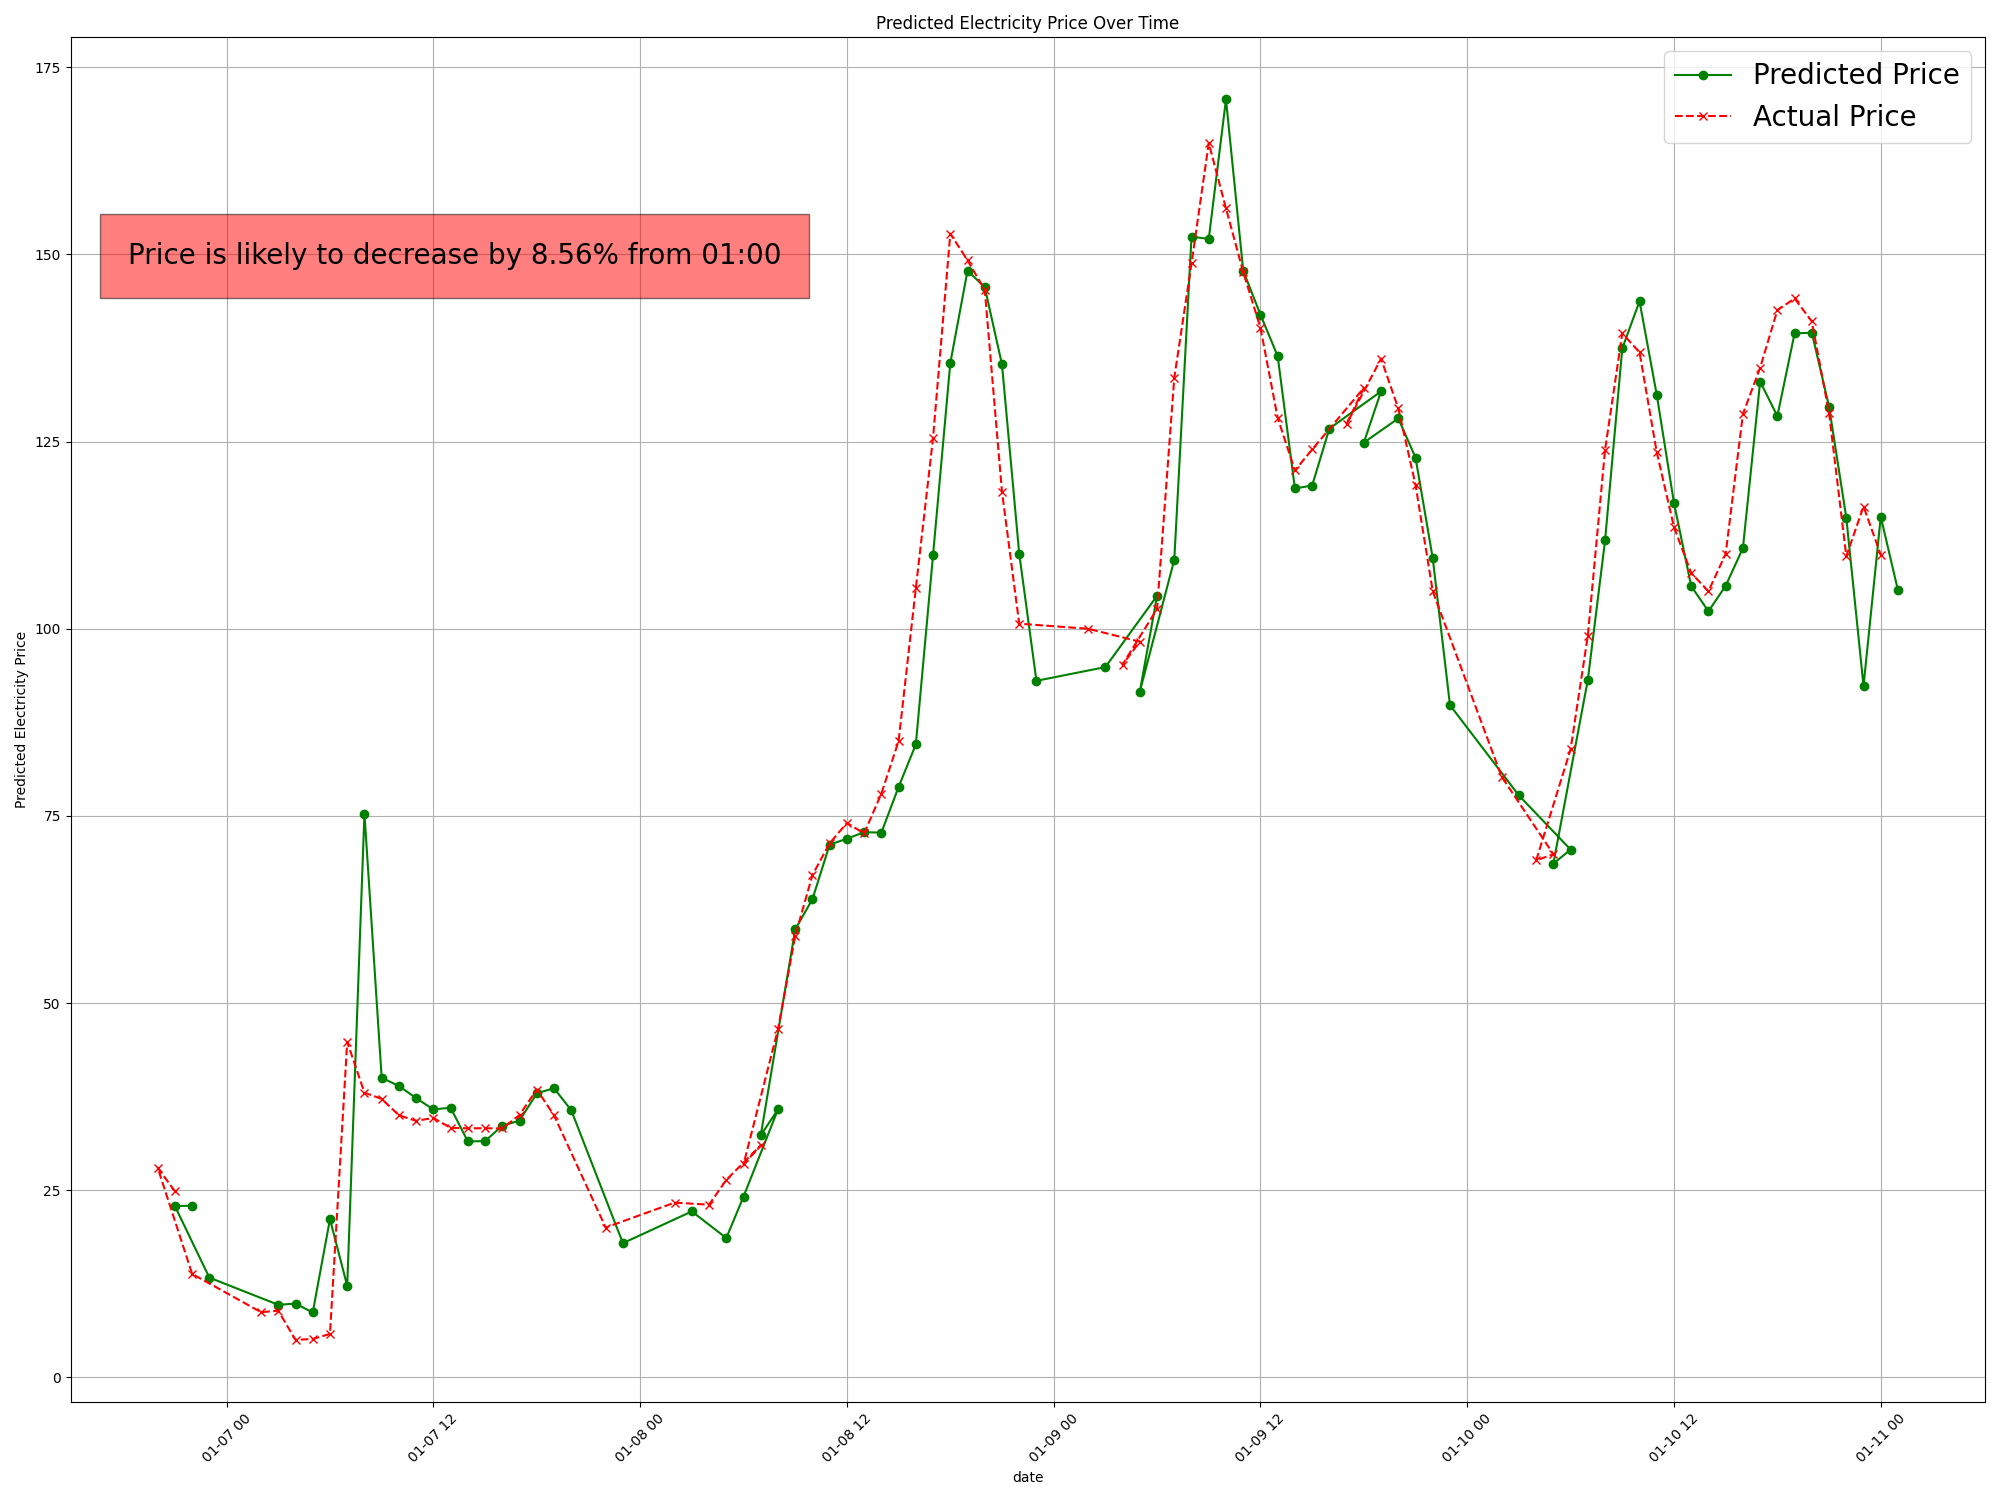 Predicted Electricity Price Over Time
Predicted Price
Actual Price
Price is likely to decrease by 8.56% from 01:00
Predicted Electricity Price
175
150
125
100
75
50
25
0
01-07 00
01-07 12
01-08 00
01-08 12
01-09 00
01-09 12
01-10 00
01-10 12
01-11 00
date